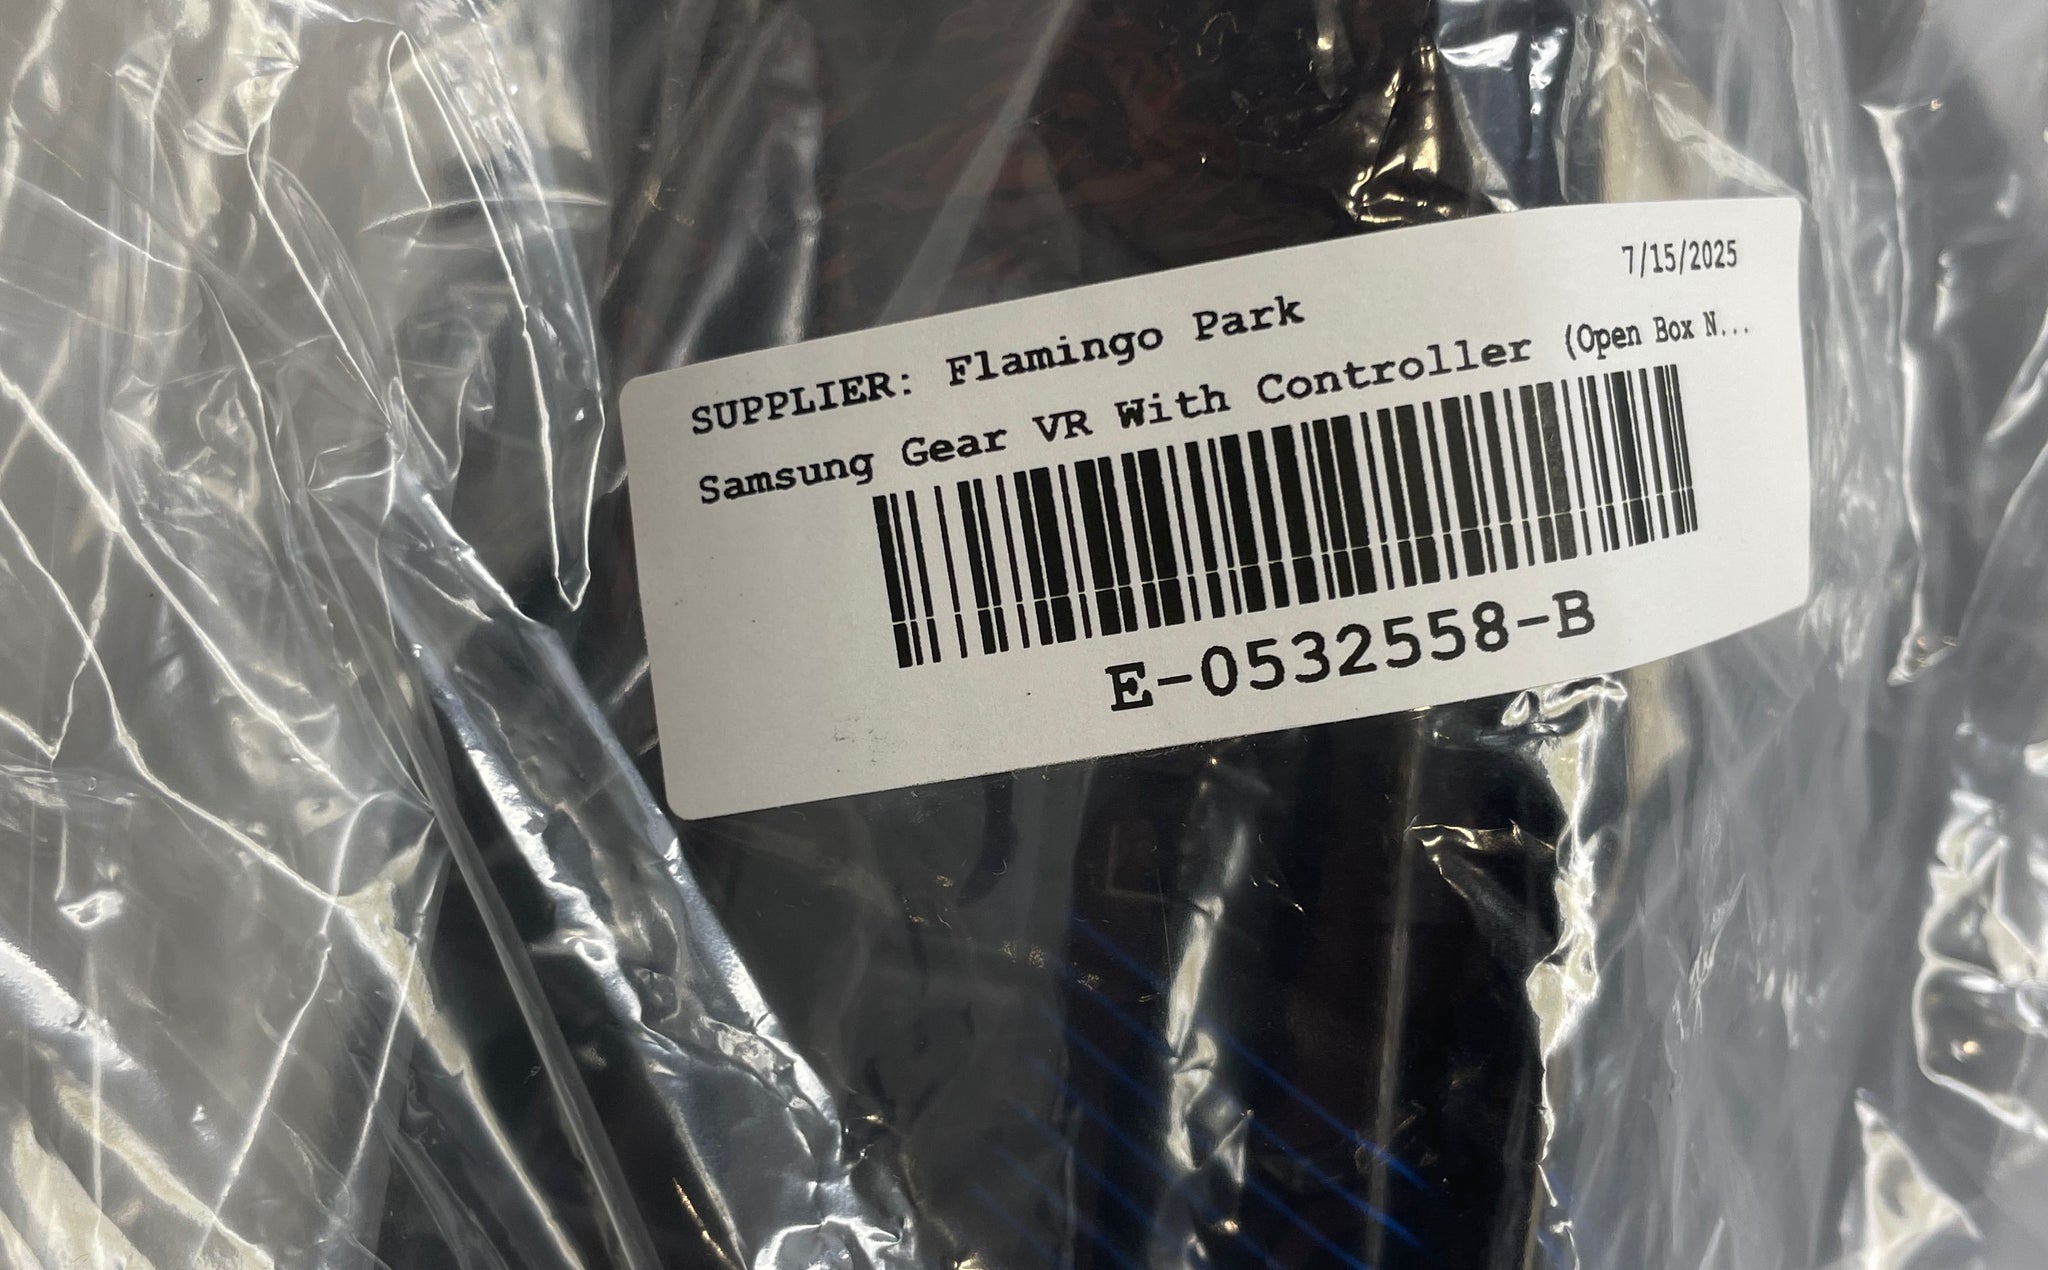 7/15/2025
SUPPLIER: Flamingo Park
Samsung Gear VR With Controller (Open Box N...
E-0532558-B